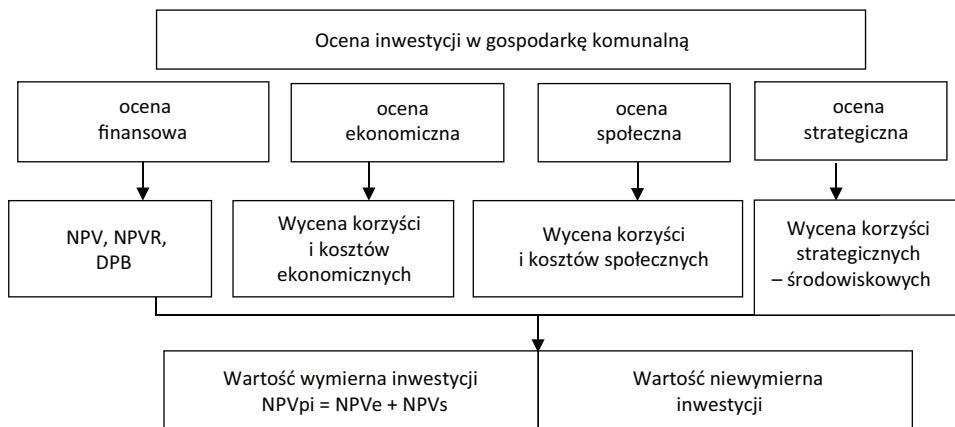 Ocena inwestycji w gospodarkę komunalną
ocena
finansowa
ocena
ekonomiczna
ocena
społeczna
ocena
strategiczna
NPV, NPVR,
DPB
Wycena korzyści
i kosztów
ekonomicznych
Wycena korzyści
i kosztów społecznych
Wycena korzyści
strategicznych
– środowiskowych
Wartość wymierna inwestycji
NPVpi = NPVe + NPVs
Wartość niewymierna
inwestycji